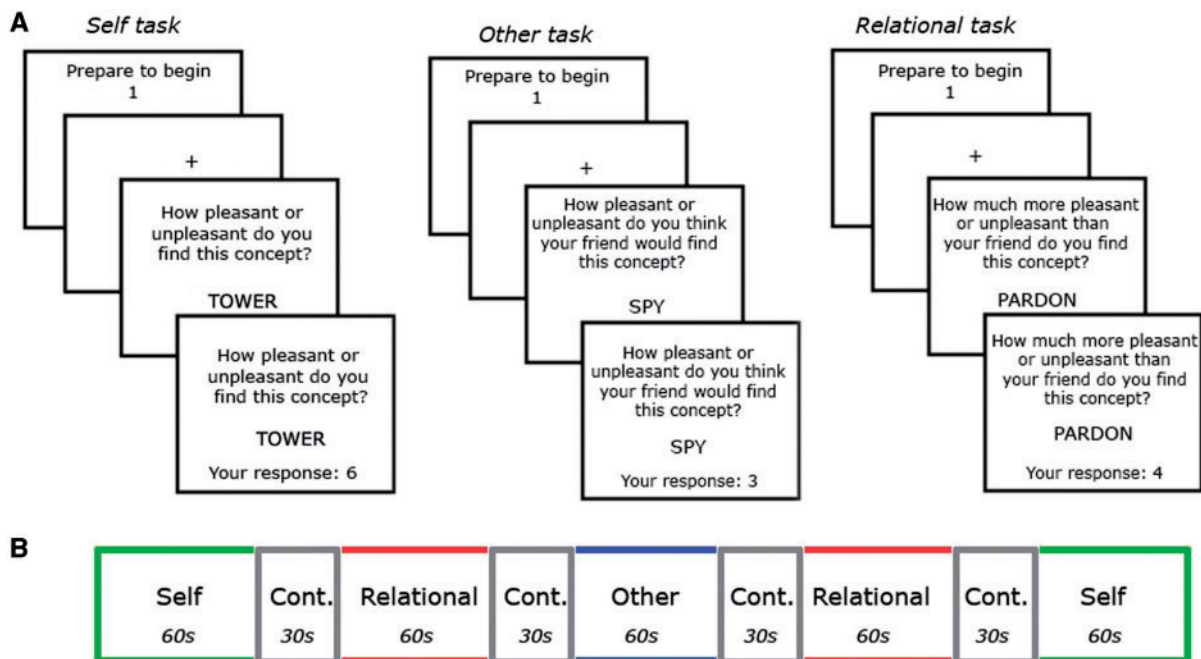 A
Self task
Prepare to begin
1
+
How pleasant or
unpleasant do you
find this concept?
TOWER
How pleasant or
unpleasant do you
find this concept?
TOWER
Your response: 6
Other task
Prepare to begin
1
+
How pleasant or
unpleasant do you think
your friend would find
this concept?
SPY
How pleasant or
unpleasant do you think
your friend would find
this concept?
SPY
Your response: 3
Relational task
Prepare to begin
1
+
How much more pleasant
or unpleasant than
your friend do you find
this concept?
PARDON
How much more pleasant
or unpleasant than
your friend do you find
this concept?
PARDON
Your response: 4
B
Self Cont. Relational Cont. Other Cont. Relational Cont. Self
60s 30s 60s 30s 60s 30s 60s 30s 60s